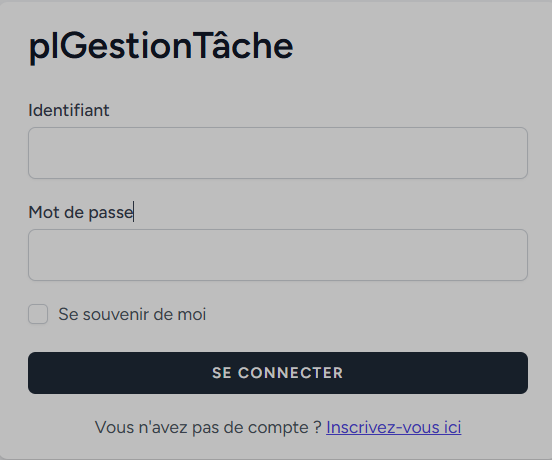 plGestionTâche
Identifiant
Mot de passe
Se souvenir de moi
SE CONNECTER
Vous n'avez pas de compte ? Inscrivez-vous ici